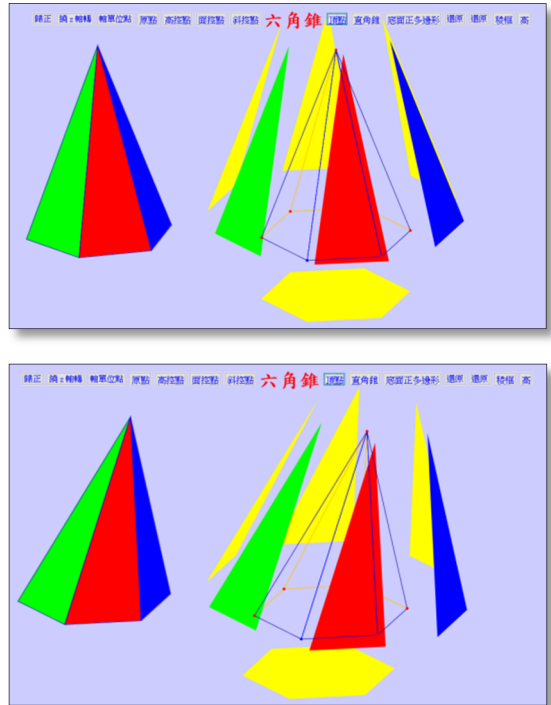 錐正 繞z軸轉 軸單位點 原點 高控點 面控點 斜控點 六角錐 頂點 直角錐 底面正多邊形 還原 還原 稜框 高
錐正 繞z軸轉 軸單位點 原點 高控點 面控點 斜控點 六角錐 頂點 直角錐 底面正多邊形 還原 還原 稜框 高